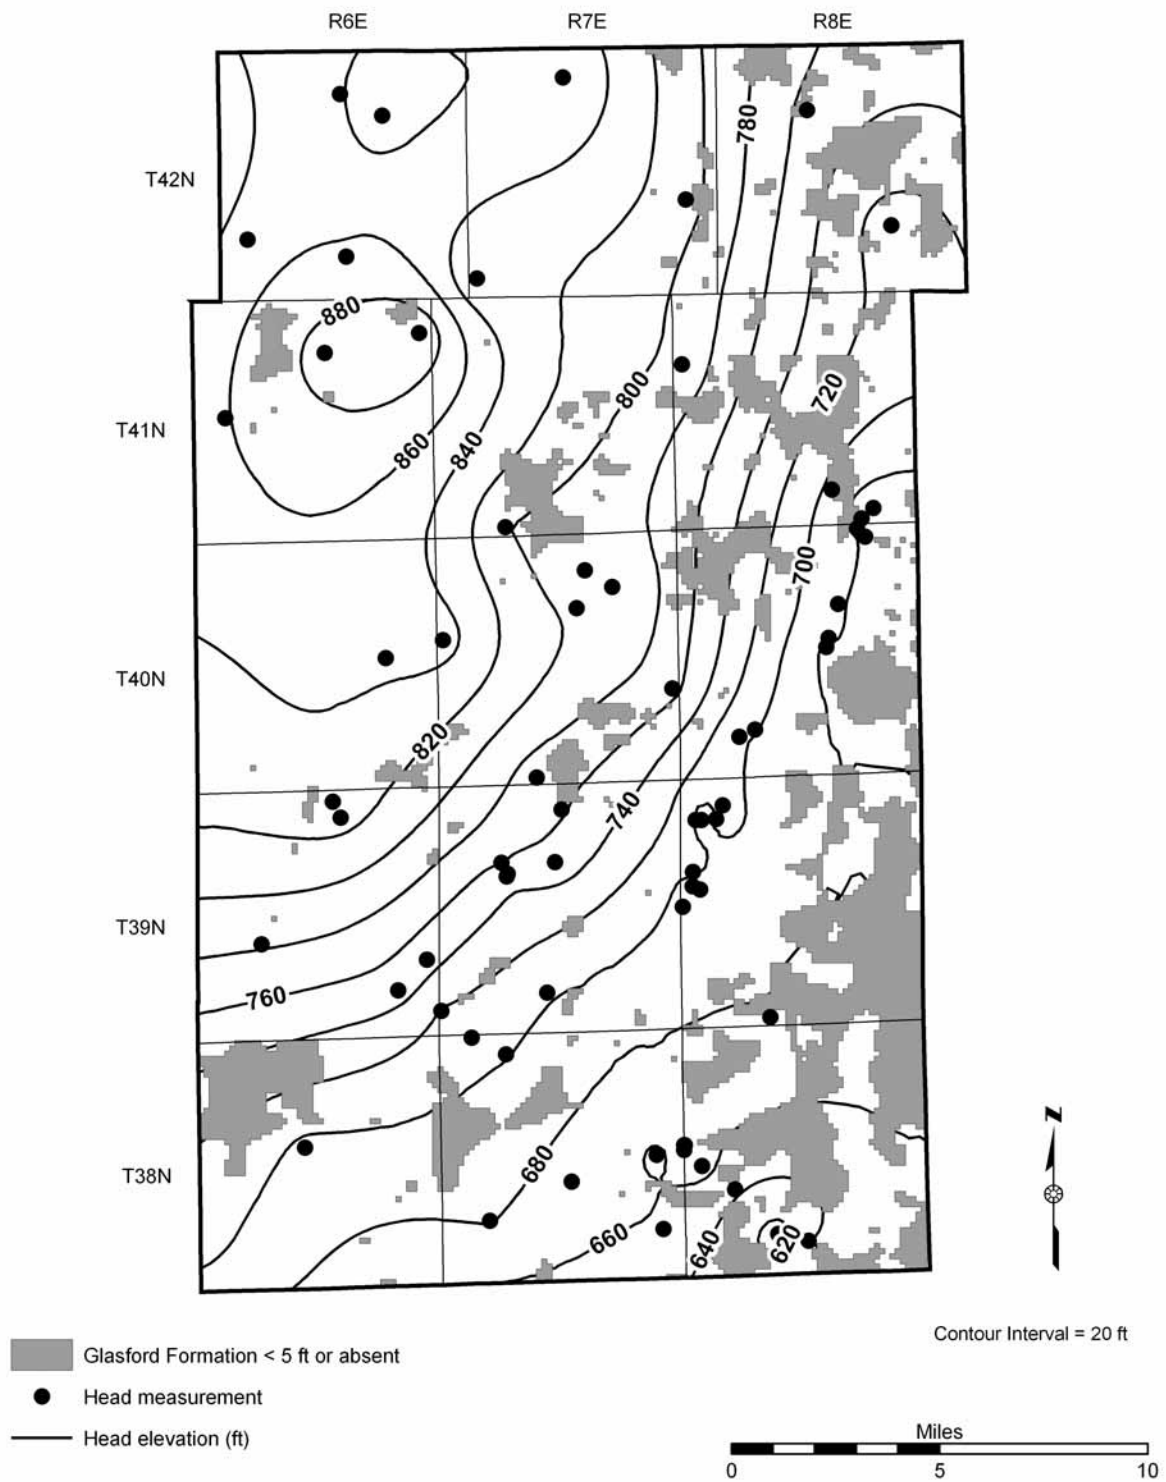 R6E R7E R8E
780
T42N
880
800
720
T41N
860
840
700
T40N
820
740
T39N
760
680
T38N
660
640
620
N
Contour Interval = 20 ft
Glasford Formation < 5 ft or absent
Head measurement
Head elevation (ft)
Miles
0 5 10